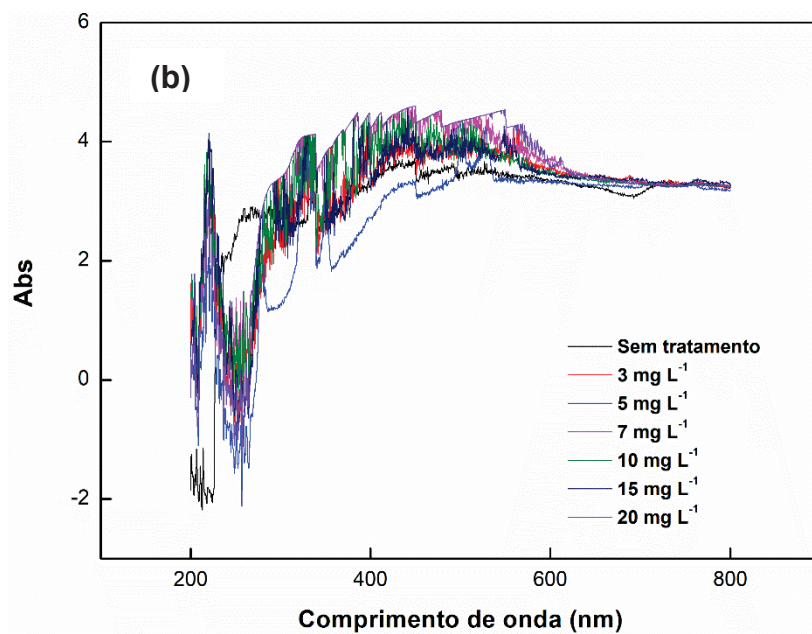 (b)
6
4
2
0
-2
Abs
200
400
600
800
Comprimento de onda (nm)
Sem tratamento
3 mg L⁻¹
5 mg L⁻¹
7 mg L⁻¹
10 mg L⁻¹
15 mg L⁻¹
20 mg L⁻¹